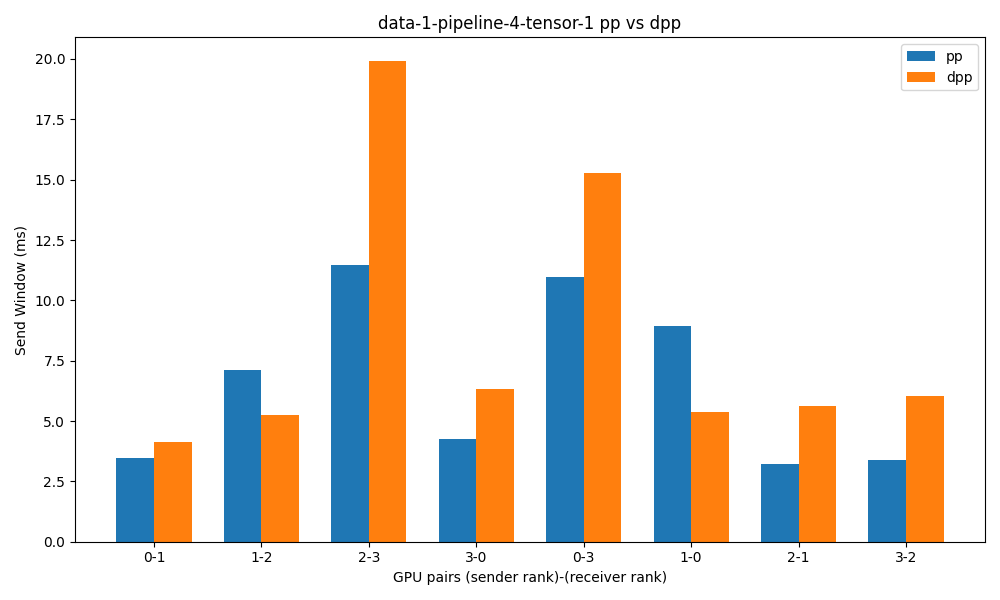 data-1-pipeline-4-tensor-1 pp vs dpp
pp
dpp
20.0
17.5
15.0
12.5
10.0
7.5
5.0
2.5
0.0
Send Window (ms)
0-1 1-2 2-3 3-0 0-3 1-0 2-1 3-2
GPU pairs (sender rank)-(receiver rank)